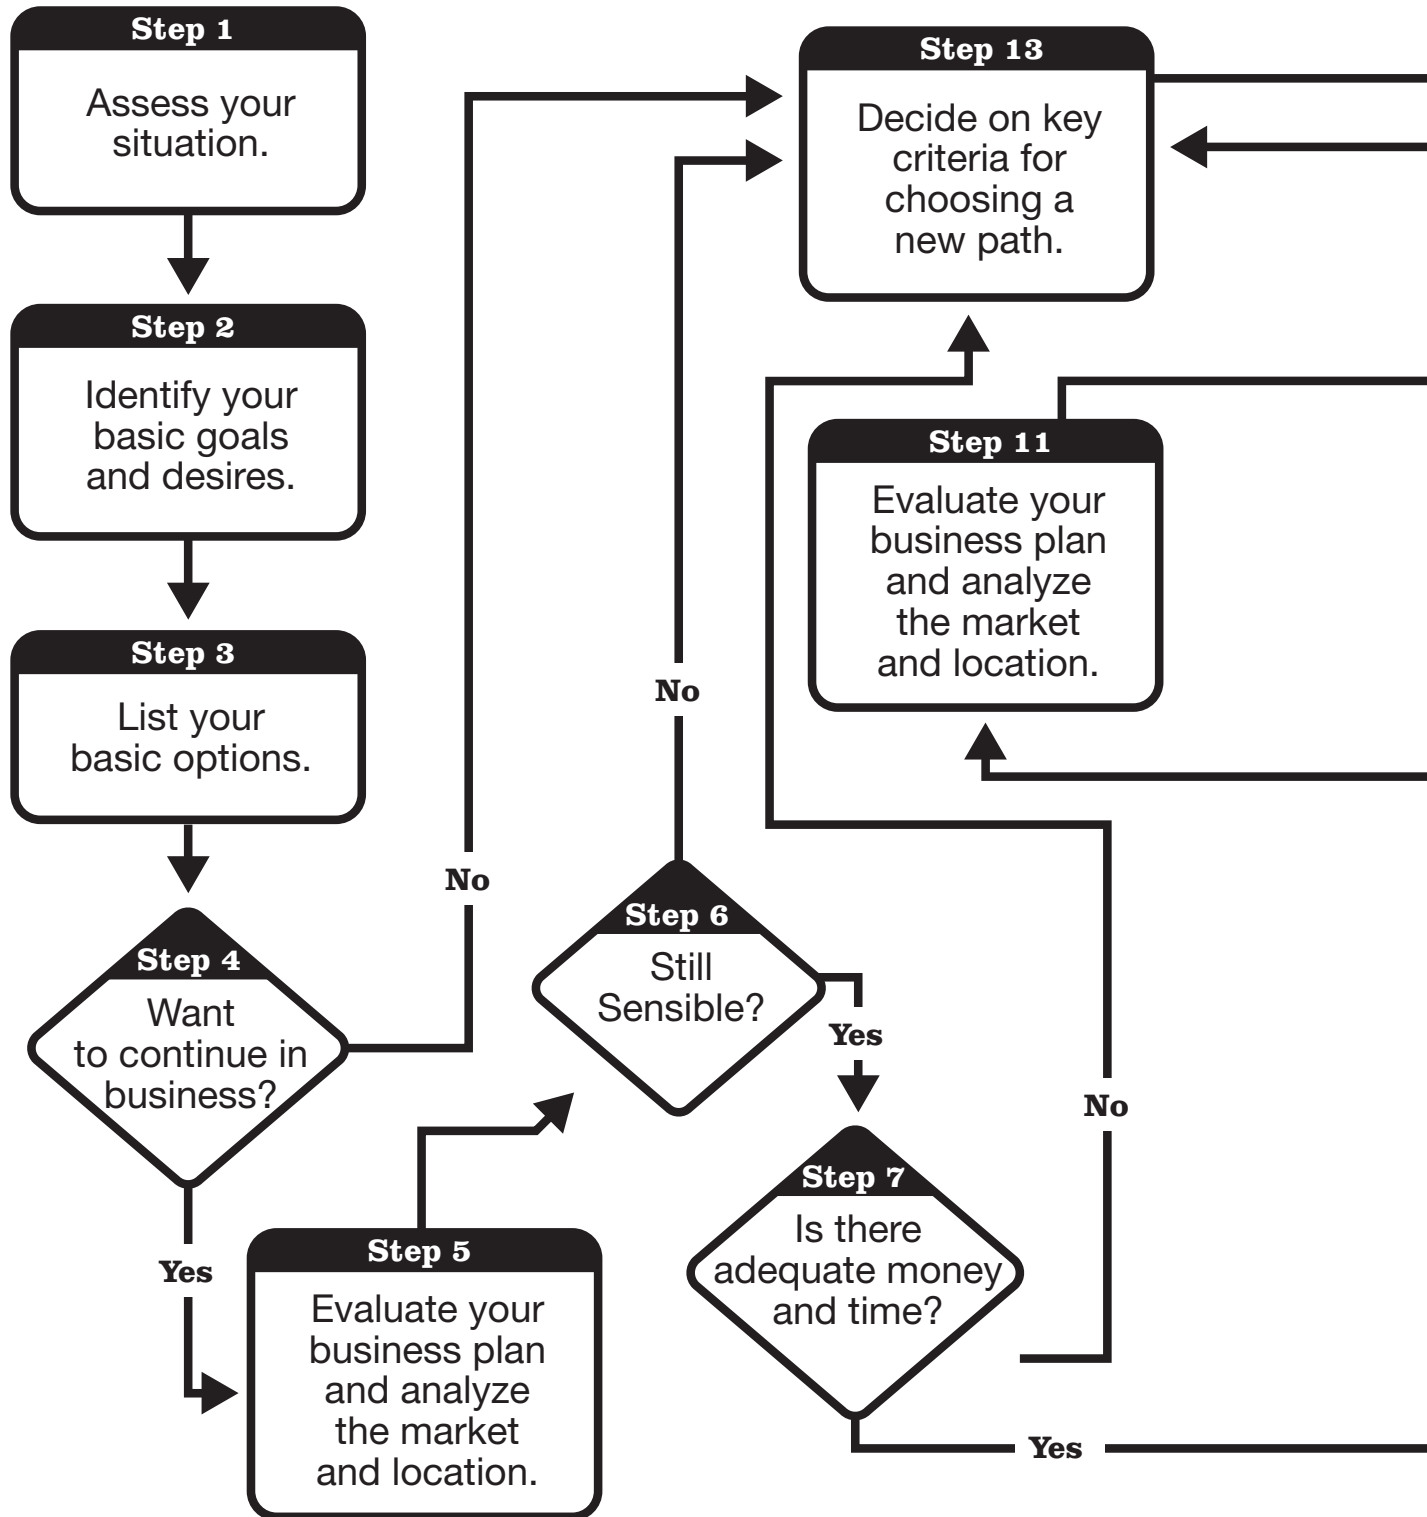 Step 1
Assess your
situation.
Step 2
Identify your
basic goals
and desires.
Step 3
List your
basic options.
Step 4
Want
to continue in
business?
No
Yes
Step 5
Evaluate your
business plan
and analyze
the market
and location.
Step 6
Still
Sensible?
No
Yes
Step 7
Is there
adequate money
and time?
No
Yes
Step 13
Decide on key
criteria for
choosing a
new path.
Step 11
Evaluate your
business plan
and analyze
the market
and location.